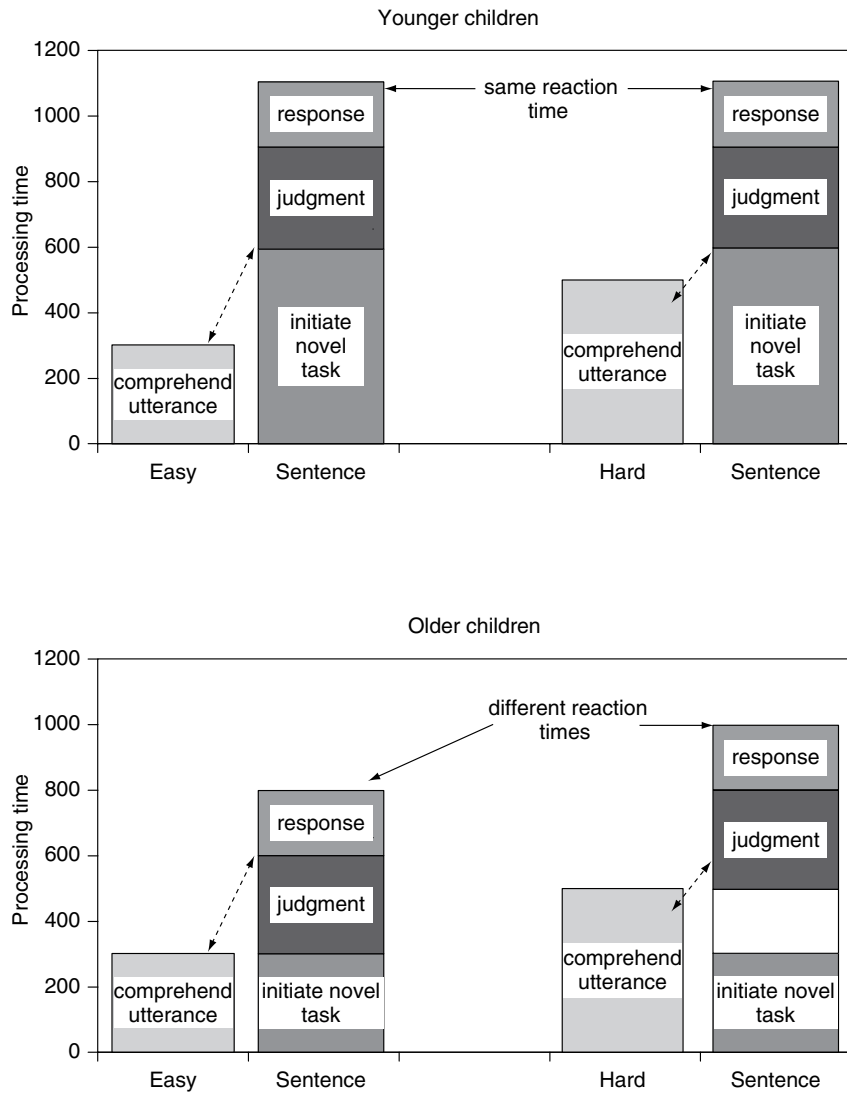 Younger children
1200
1000
800
600
400
200
0
Processing time
response
judgment
initiate
novel
task
comprehend
utterance
same reaction
time
response
judgment
initiate
novel
task
comprehend
utterance
Easy
Sentence
Hard
Sentence
Older children
1200
1000
800
600
400
200
0
Processing time
different reaction
times
response
judgment
initiate novel
task
comprehend
utterance
response
judgment
comprehend
utterance
initiate novel
task
Easy
Sentence
Hard
Sentence